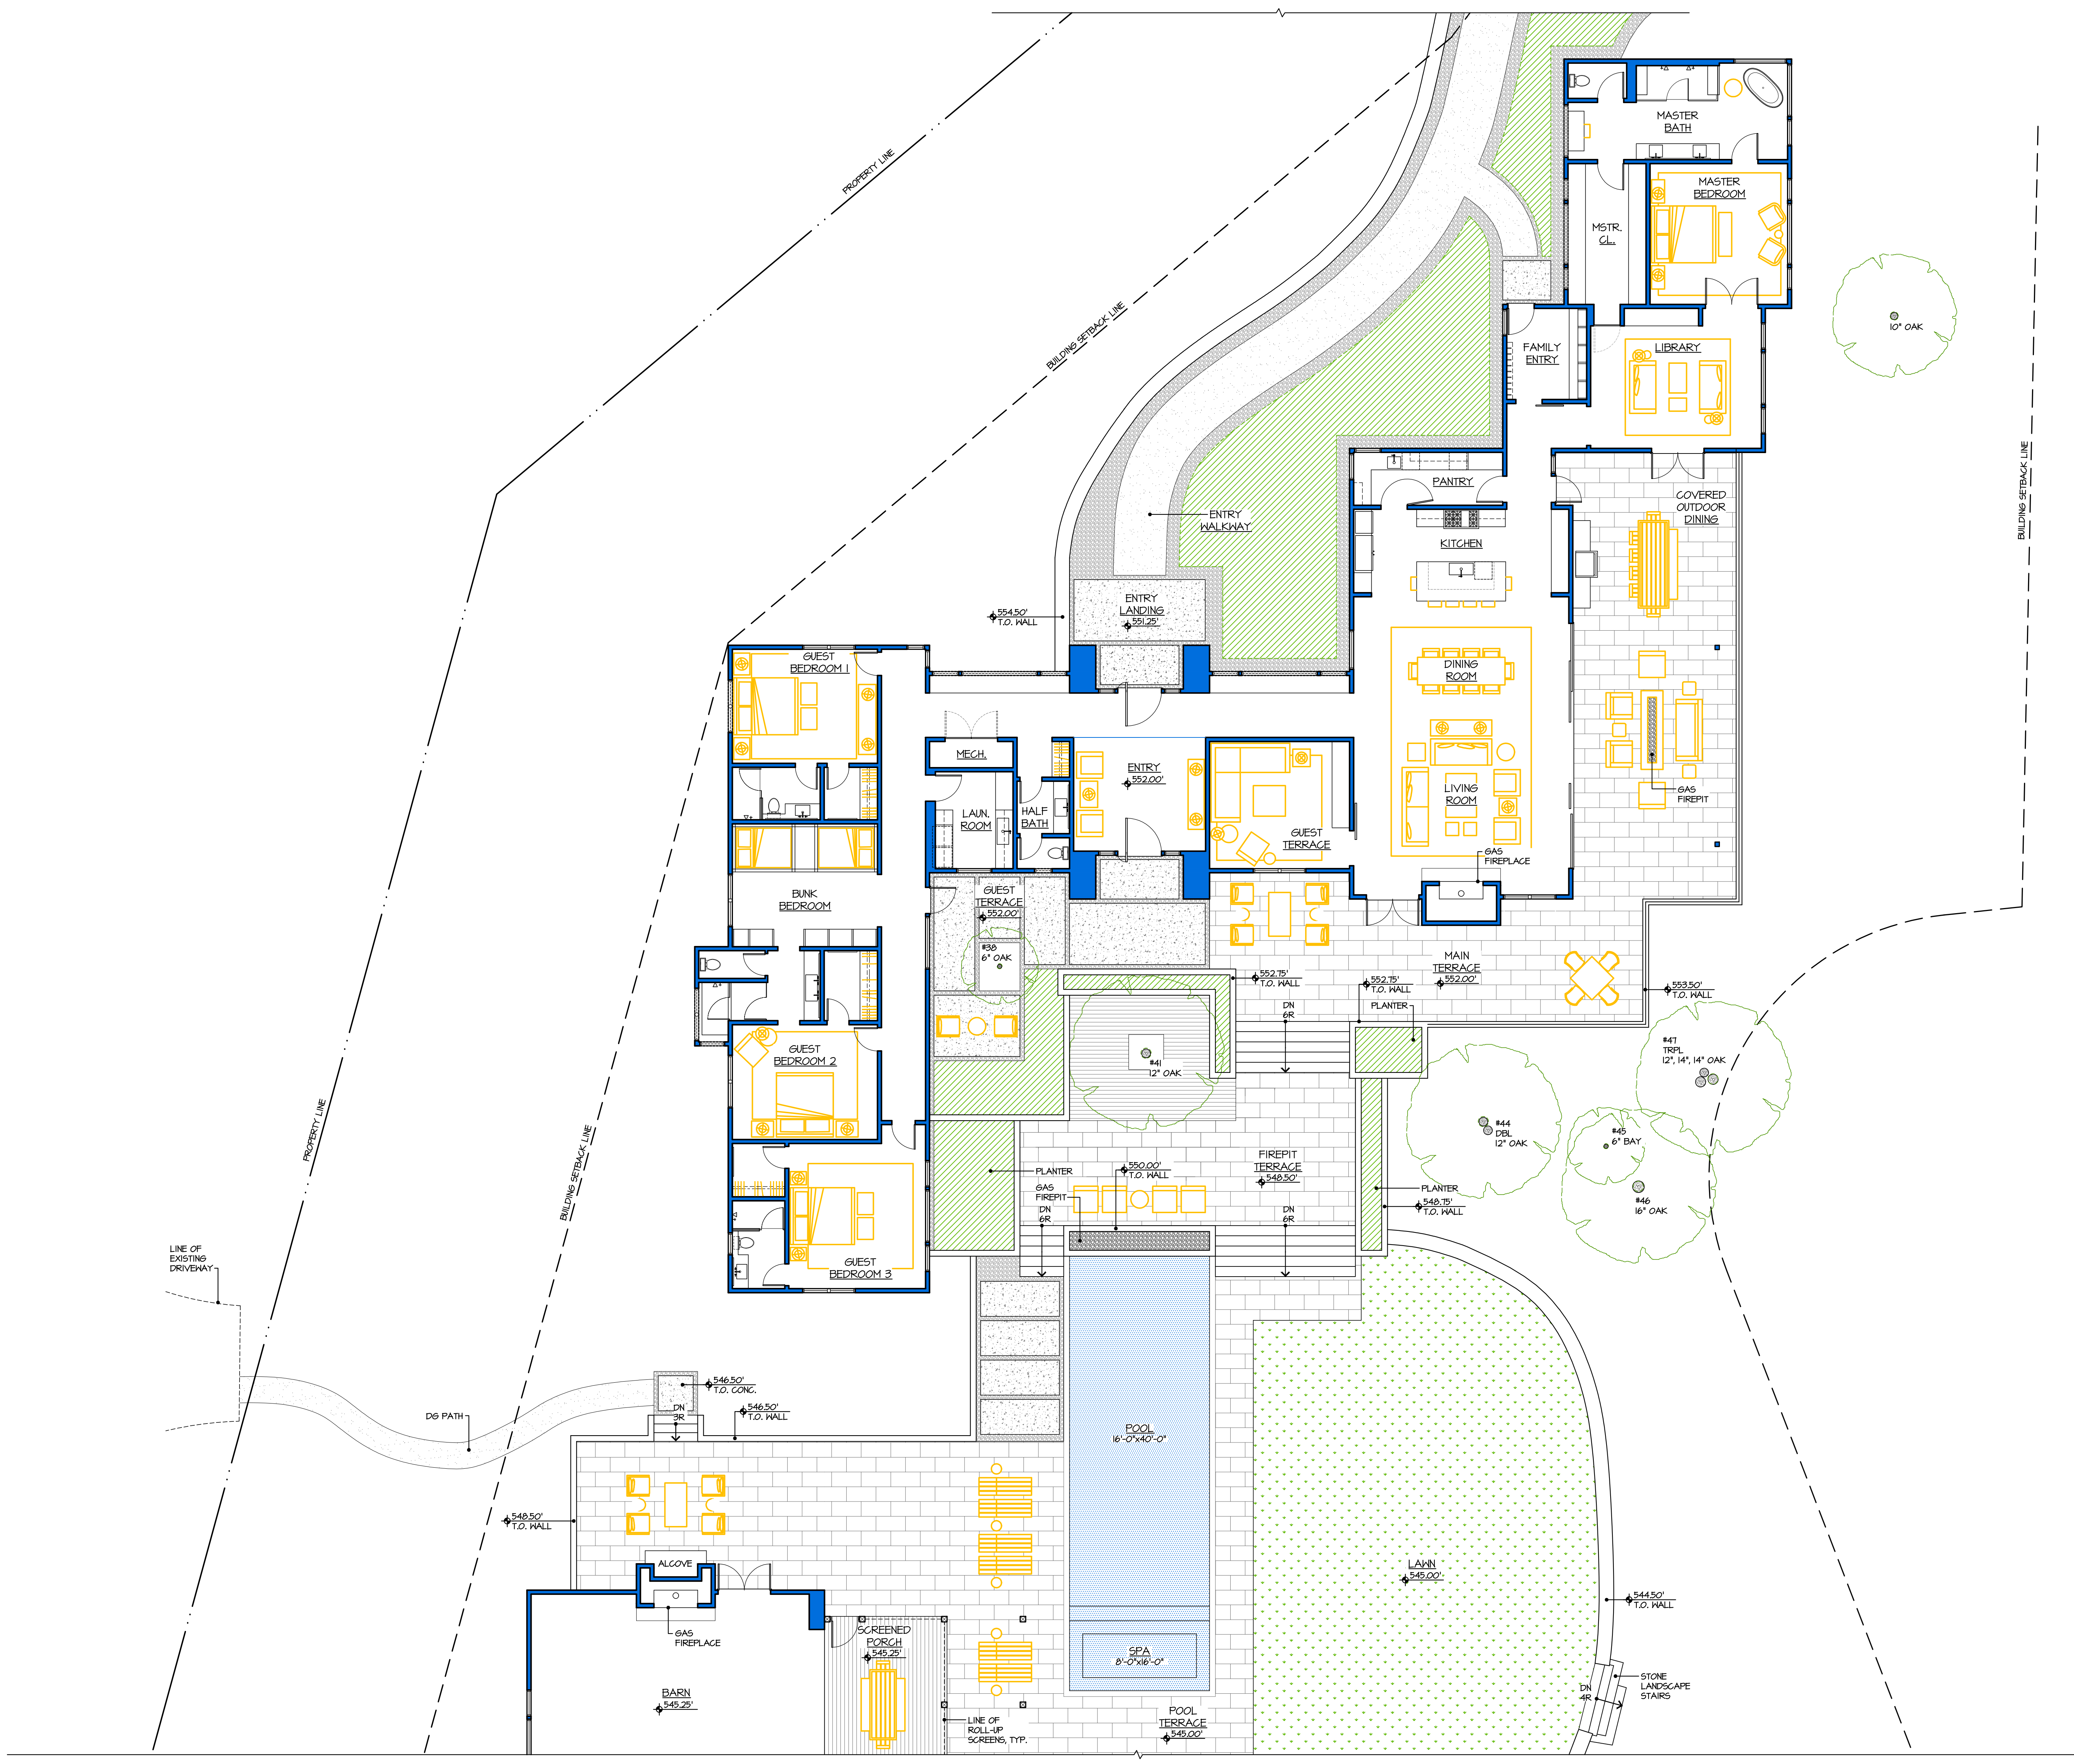 PROPERTY LINE
MASTER
BATH
MASTER
BEDROOM
MSTR.
CL.
BUILDING SETBACK LINE
10" OAK
FAMILY
ENTRY
LIBRARY
BUILDING SETBACK LINE
PANTRY
COVERED
OUTDOOR
DINING
ENTRY
WALKWAY
KITCHEN
ENTRY
LANDING
551.25'
554.50'
T.O. WALL
GUEST
BEDROOM 1
DINING
ROOM
MECH.
ENTRY
552.00'
LIVING
ROOM
GAS
FIREPIT
LAUN.
ROOM
HALF
BATH
GUEST
TERRACE
GAS
FIREPLACE
BUNK
BEDROOM
GUEST
TERRACE
552.00'
#38
6" OAK
MAIN
TERRACE
552.00'
552.75'
T.O. WALL
552.75'
T.O. WALL
553.50'
T.O. WALL
DN
6R
PLANTER
GUEST
BEDROOM 2
#41
12" OAK
#47
TRPL
12", 14", 14" OAK
#44
DBL
12" OAK
#45
6" BAY
#46
16" OAK
PROPERTY LINE
BUILDING SETBACK LINE
PLANTER
550.00'
T.O. WALL
FIREPIT
TERRACE
548.50'
PLANTER
548.75'
T.O. WALL
GAS
FIREPIT
DN
6R
DN
6R
GUEST
BEDROOM 3
LINE OF
EXISTING
DRIVEWAY
546.50'
T.O. CONC.
DN
3R
546.50'
T.O. WALL
DG PATH
POOL
16'-0"x40'-0"
548.50'
T.O. WALL
ALCOVE
LAWN
545.00'
544.50'
T.O. WALL
GAS
FIREPLACE
SCREENED
PORCH
545.25'
SPA
8'-0"x16'-0"
BARN
545.25'
STONE
LANDSCAPE
STAIRS
DN
4R
LINE OF
ROLL-UP
SCREENS, TYP.
POOL
TERRACE
545.00'